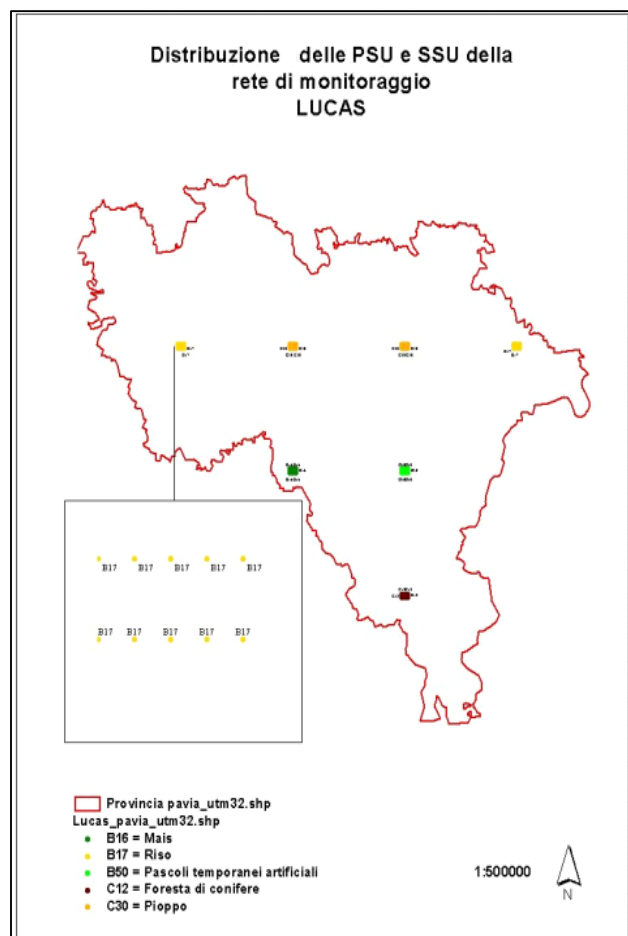 Distribuzione delle PSU e SSU della
rete di monitoraggio
LUCAS
B17 B17 B17 B17 B17
B17 B17 B17 B17 B17
Provincia pavia_utm32.shp
Lucas_pavia_utm32.shp
B16 = Mais
B17 = Riso
B50 = Pascoli temporanei artificiali
C12 = Foresta di conifere
C30 = Pioppo
1:500000
N